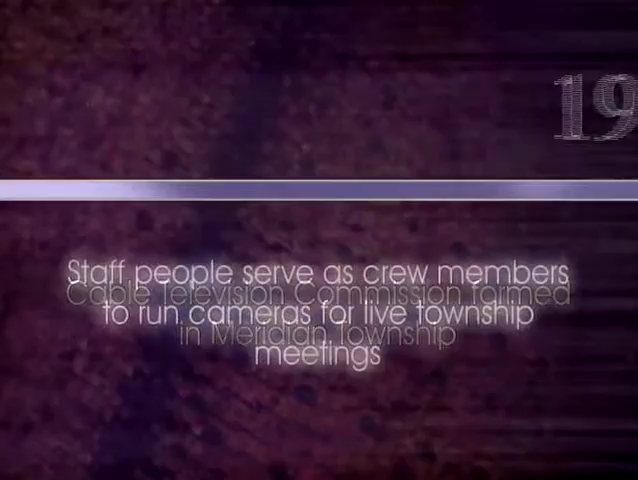 19
Staff people serve as crew members
Cable Television Commission formed
to run cameras for live township
in Meridian Township
meetings